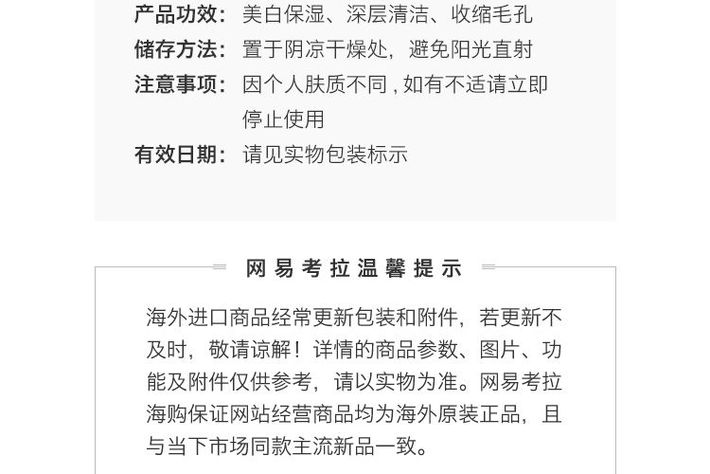 产品功效：美白保湿、深层清洁、收缩毛孔
储存方法：置于阴凉干燥处，避免阳光直射
注意事项：因个人肤质不同，如有不适请立即
停止使用
有效日期：请见实物包装标示
网易考拉温馨提示
海外进口商品经常更新包装和附件，若更新不
及时，敬请谅解！详情的商品参数、图片、功
能及附件仅供参考，请以实物为准。网易考拉
海购保证网站经营商品均为海外原装正品，且
与当下市场同款主流新品一致。